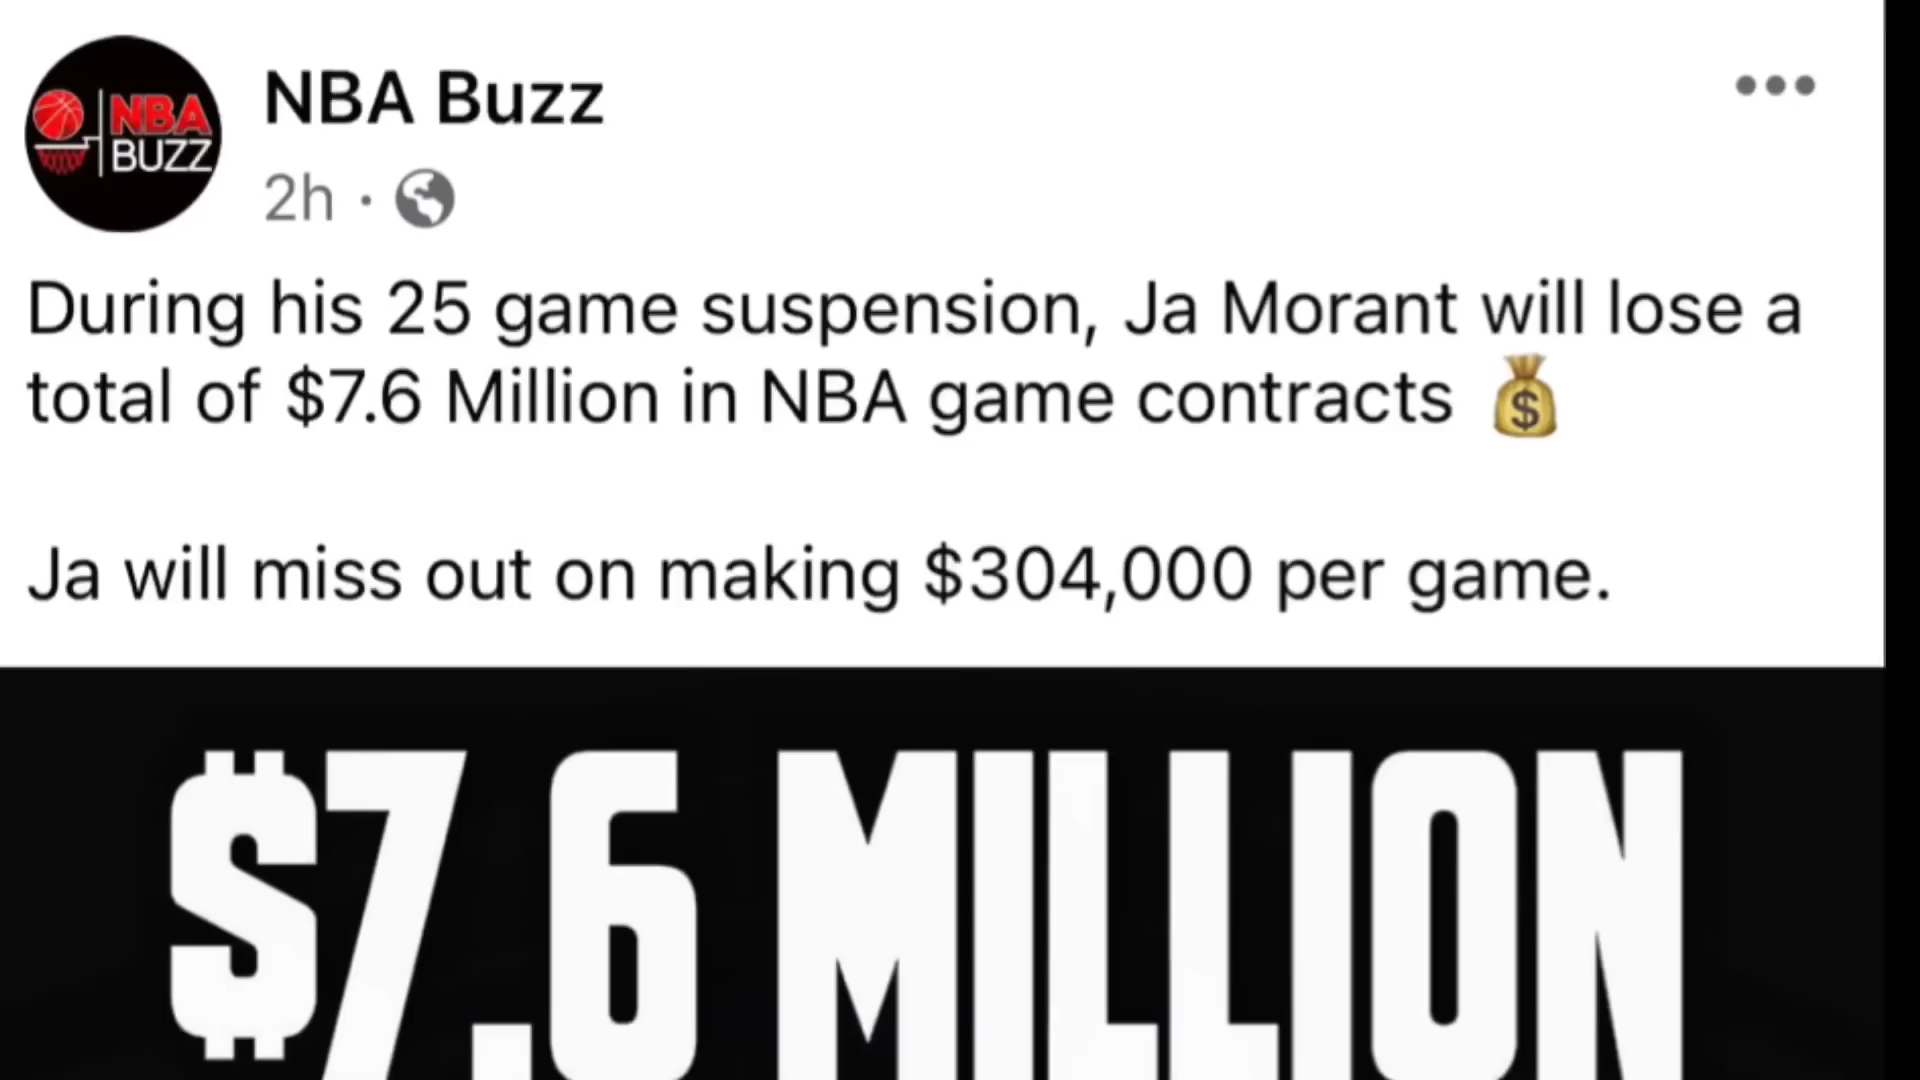 NBA
BUZZ
NBA Buzz
2h ·
During his 25 game suspension, Ja Morant will lose a
total of $7.6 Million in NBA game contracts 💰
Ja will miss out on making $304,000 per game.
$7.6 MILLION